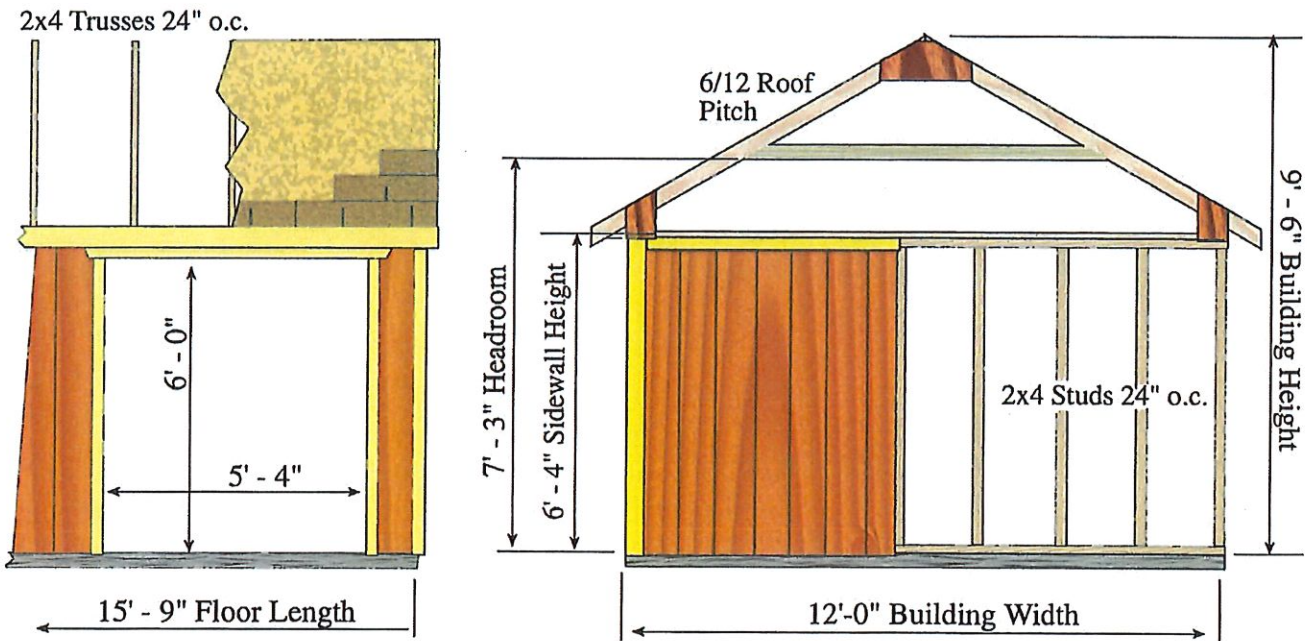 2x4 Trusses 24" o.c.
6/12 Roof
Pitch
6' - 0"
5' - 4"
7' - 3" Headroom
6' - 4" Sidewall Height
2x4 Studs 24" o.c.
9' - 6" Building Height
15' - 9" Floor Length
12'-0" Building Width